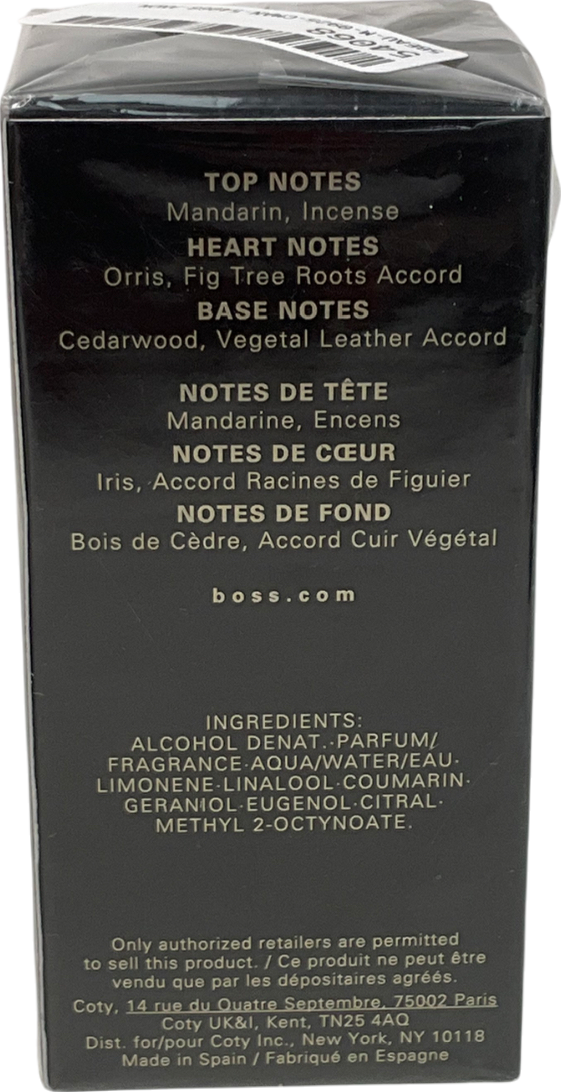 54668
TOP NOTES
Mandarin, Incense
HEART NOTES
Orris, Fig Tree Roots Accord
BASE NOTES
Cedarwood, Vegetal Leather Accord
NOTES DE TÊTE
Mandarine, Encens
NOTES DE CŒUR
Iris, Accord Racines de Figuier
NOTES DE FOND
Bois de Cèdre, Accord Cuir Végétal
boss.com
INGREDIENTS:
ALCOHOL DENAT.·PARFUM/
FRAGRANCE·AQUA/WATER/EAU·
LIMONENE·LINALOOL·COUMARIN·
GERANIOL·EUGENOL·CITRAL·
METHYL 2-OCTYNOATE.
Only authorized retailers are permitted
to sell this product. / Ce produit ne peut être
vendu que par les dépositaires agréés.
Coty, 14 rue du Quatre Septembre, 75002 Paris
Coty UK&I, Kent, TN25 4AQ
Dist. for/pour Coty Inc., New York, NY 10118
Made in Spain / Fabriqué en Espagne